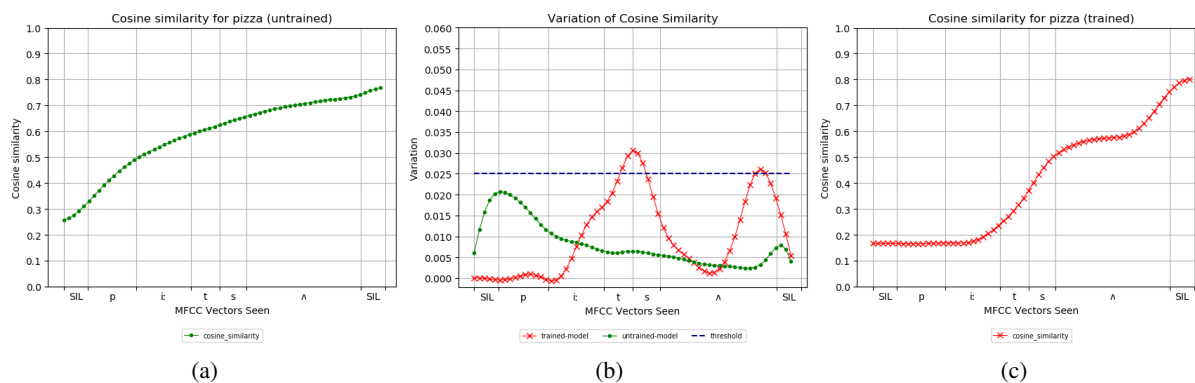 Cosine similarity for pizza (untrained)
1.0
0.9
0.8
0.7
0.6
0.5
0.4
0.3
0.2
0.1
0.0
Cosine similarity
SIL p i: t s ʌ SIL
MFCC Vectors Seen
cosine_similarity
(a)
Variation of Cosine Similarity
0.060
0.055
0.050
0.045
0.040
0.035
0.030
0.025
0.020
0.015
0.010
0.005
0.000
Variation
SIL p i: t s ʌ SIL
MFCC Vectors Seen
trained-model untrained-model threshold
(b)
Cosine similarity for pizza (trained)
1.0
0.9
0.8
0.7
0.6
0.5
0.4
0.3
0.2
0.1
0.0
Cosine similarity
SIL p i: t s ʌ SIL
MFCC Vectors Seen
cosine_similarity
(c)